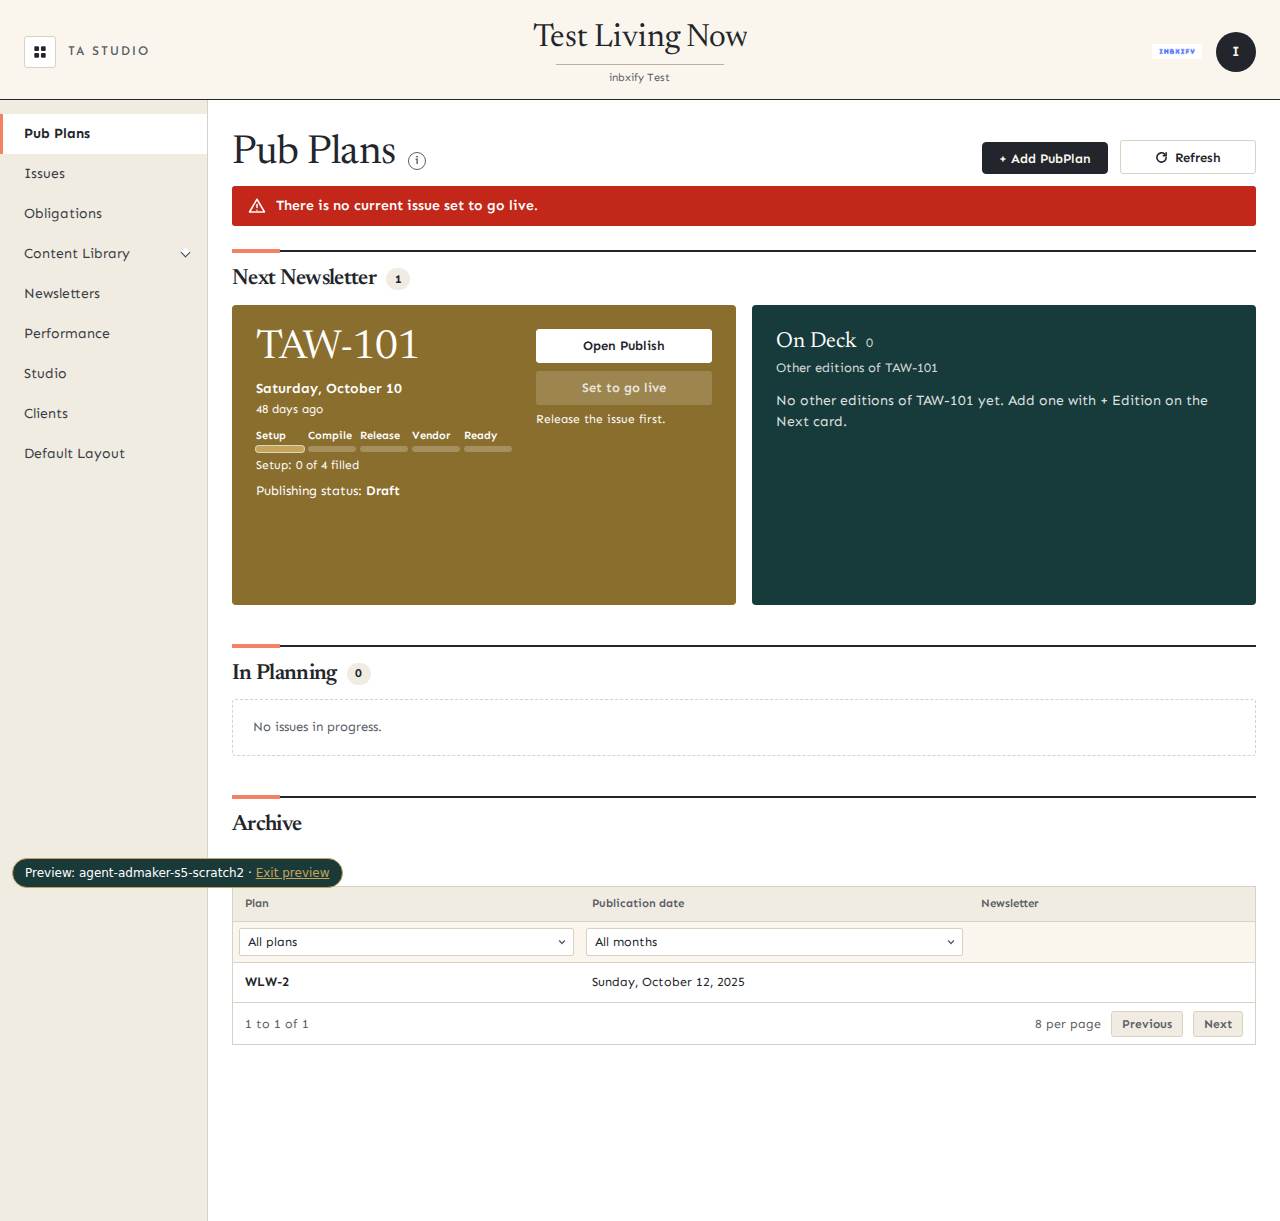 TA STUDIO
Test Living Now
inbxify Test
INBXIFY
I
Pub Plans
Issues
Obligations
Content Library
Newsletters
Performance
Studio
Clients
Default Layout
Pub Plans
i
+ Add PubPlan
Refresh
There is no current issue set to go live.
Next Newsletter 1
TAW-101
Saturday, October 10
48 days ago
Setup Compile Release Vendor Ready
Setup: 0 of 4 filled
Publishing status: Draft
Open Publish
Set to go live
Release the issue first.
On Deck 0
Other editions of TAW-101
No other editions of TAW-101 yet. Add one with + Edition on the
Next card.
In Planning 0
No issues in progress.
Archive
Preview: agent-admaker-s5-scratch2 · Exit preview
Plan Publication date Newsletter
All plans All months
WLW-2 Sunday, October 12, 2025
1 to 1 of 1 8 per page Previous Next